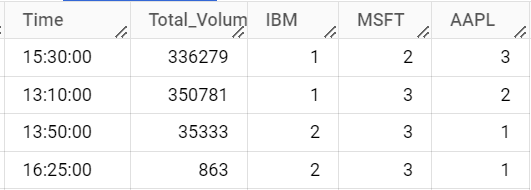 Time Total_Volum IBM MSFT AAPL
15:30:00 336279 1 2 3
13:10:00 350781 1 3 2
13:50:00 35333 2 3 1
16:25:00 863 2 3 1